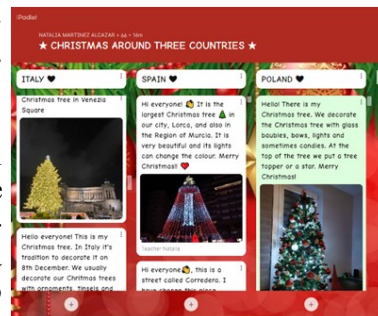 Padlet
NATALIA MARTINEZ ALCAZAR + 66 • 16m
★ CHRISTMAS AROUND THREE COUNTRIES ★
ITALY ♥
Christmas tree in Venezia
Square
Hello everyone! This is my
Christmas tree. In Italy it's
tradition to decorate it on
8th December. We usually
decorate our Christmas trees
with ornaments, tinsels and
SPAIN ♥
Hi everyone! It is the
largest Christmas tree 🎄 in
our city, Lorca, and also in
the Region of Murcia. It is
very beautiful and its lights
can change the colour. Merry
Christmas! ❤
Teacher Natalia
Hi everyone, this is a
street called Corredera. I
have chosen this place
POLAND ♥
Hello! There is my
Christmas tree. We decorate
the Christmas tree with glass
baubles, bows, lights and
sometimes candles. At the
top of the tree we put a tree
topper or a star. Merry
Christmas!